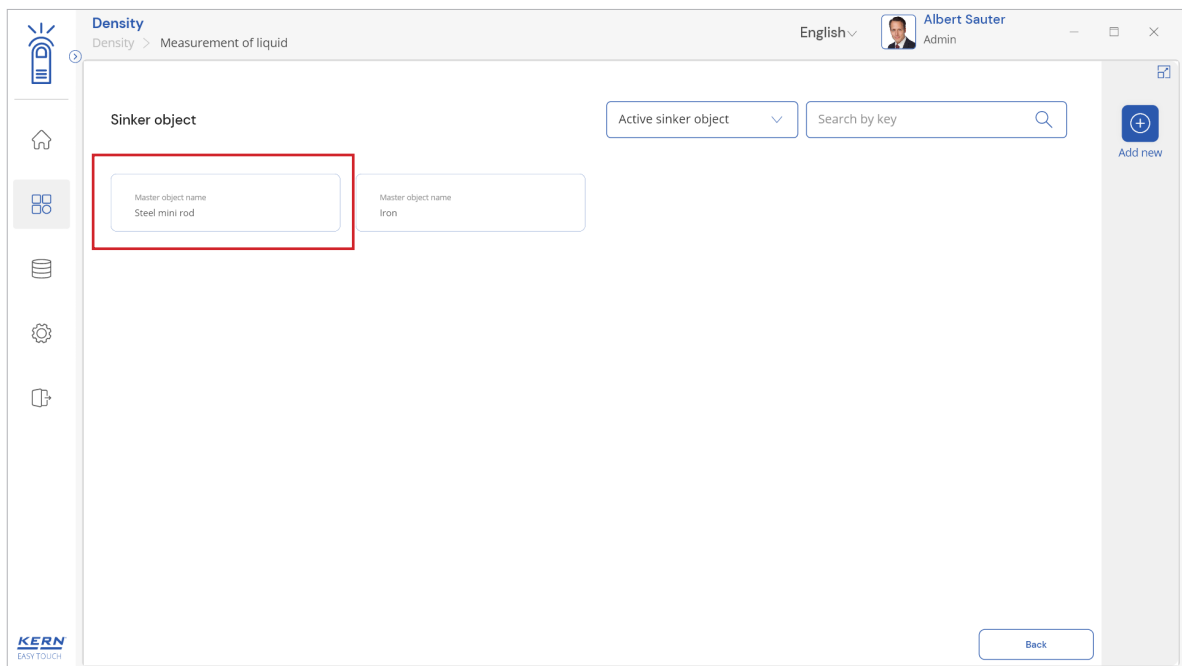 Density
Density > Measurement of liquid
English
Albert Sauter
Admin
Sinker object
Active sinker object
Search by key
Add new
Master object name
Steel mini rod
Master object name
Iron
Back
KERN
EASY TOUCH